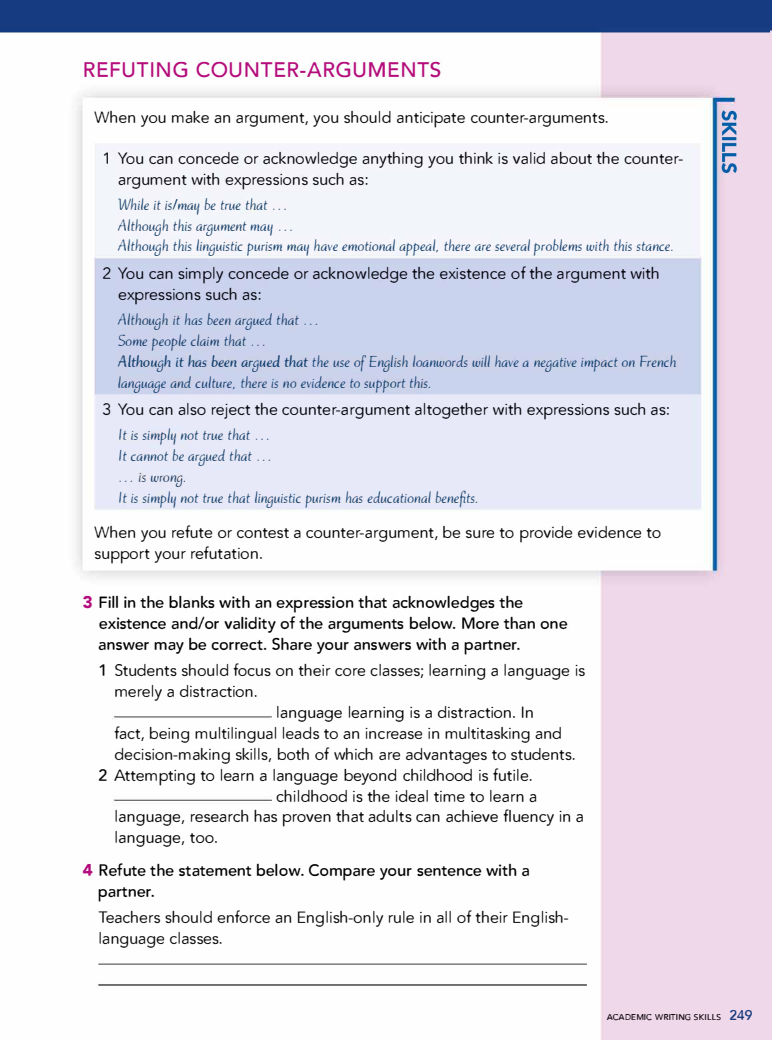 REFUTING COUNTER-ARGUMENTS
SKILLS
When you make an argument, you should anticipate counter-arguments.
1 You can concede or acknowledge anything you think is valid about the counter-
argument with expressions such as:
While it is/may be true that ...
Although this argument may ...
Although this linguistic purism may have emotional appeal, there are several problems with this stance.
2 You can simply concede or acknowledge the existence of the argument with
expressions such as:
Although it has been argued that ...
Some people claim that ...
Although it has been argued that the use of English loanwords will have a negative impact on French
language and culture, there is no evidence to support this.
3 You can also reject the counter-argument altogether with expressions such as:
It is simply not true that ...
It cannot be argued that ...
... is wrong.
It is simply not true that linguistic purism has educational benefits.
When you refute or contest a counter-argument, be sure to provide evidence to
support your refutation.
3 Fill in the blanks with an expression that acknowledges the
existence and/or validity of the arguments below. More than one
answer may be correct. Share your answers with a partner.
1 Students should focus on their core classes; learning a language is
merely a distraction.
____________________ language learning is a distraction. In
fact, being multilingual leads to an increase in multitasking and
decision-making skills, both of which are advantages to students.
2 Attempting to learn a language beyond childhood is futile.
____________________ childhood is the ideal time to learn a
language, research has proven that adults can achieve fluency in a
language, too.
4 Refute the statement below. Compare your sentence with a
partner.
Teachers should enforce an English-only rule in all of their English-
language classes.
ACADEMIC WRITING SKILLS 249